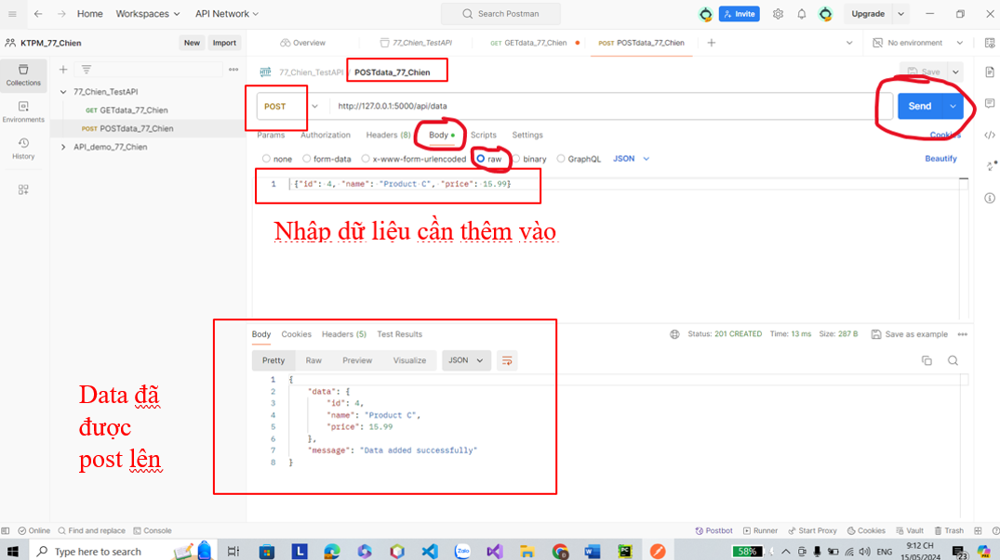 Home Workspaces API Network Search Postman Invite Upgrade
KTPM_77_Chien New Import Overview 77_Chien_TestAPI GET GETdata_77_Chien POST POSTdata_77_Chien No environment
Collections
Environments
History
77_Chien_TestAPI
GET GETdata_77_Chien
POST POSTdata_77_Chien
API_demo_77_Chien
HTTP 77_Chien_TestAPI / POSTdata_77_Chien Save
POST http://127.0.0.1:5000/api/data Send
Params Authorization Headers (8) Body Scripts Settings Cookies
none form-data x-www-form-urlencoded raw binary GraphQL JSON Beautify
1 {"id": 4, "name": "Product C", "price": 15.99}
Nhập dữ liệu cần thêm vào
Body Cookies Headers (5) Test Results Status: 201 CREATED Time: 13 ms Size: 287 B Save as example
Pretty Raw Preview Visualize JSON
1 {
2 "data": {
3 "id": 4,
4 "name": "Product C",
5 "price": 15.99
6 },
7 "message": "Data added successfully"
8 }
Data đã
được
post lên
Online Find and replace Console Postbot Runner Start Proxy Cookies Vault Trash
Type here to search L Zalo W PC 58% ENG 9:12 CH
15/05/2024 23